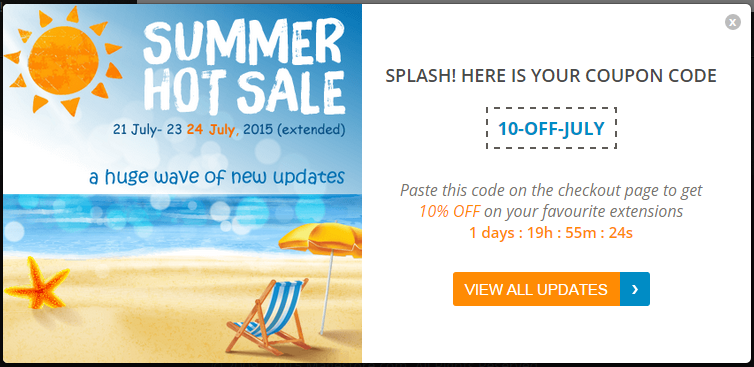 SUMMER
HOT SALE
21 July- 23 24 July, 2015 (extended)
a huge wave of new updates
x
SPLASH! HERE IS YOUR COUPON CODE
10-OFF-JULY
Paste this code on the checkout page to get
10% OFF on your favourite extensions
1 days : 19h : 55m : 24s
VIEW ALL UPDATES ›